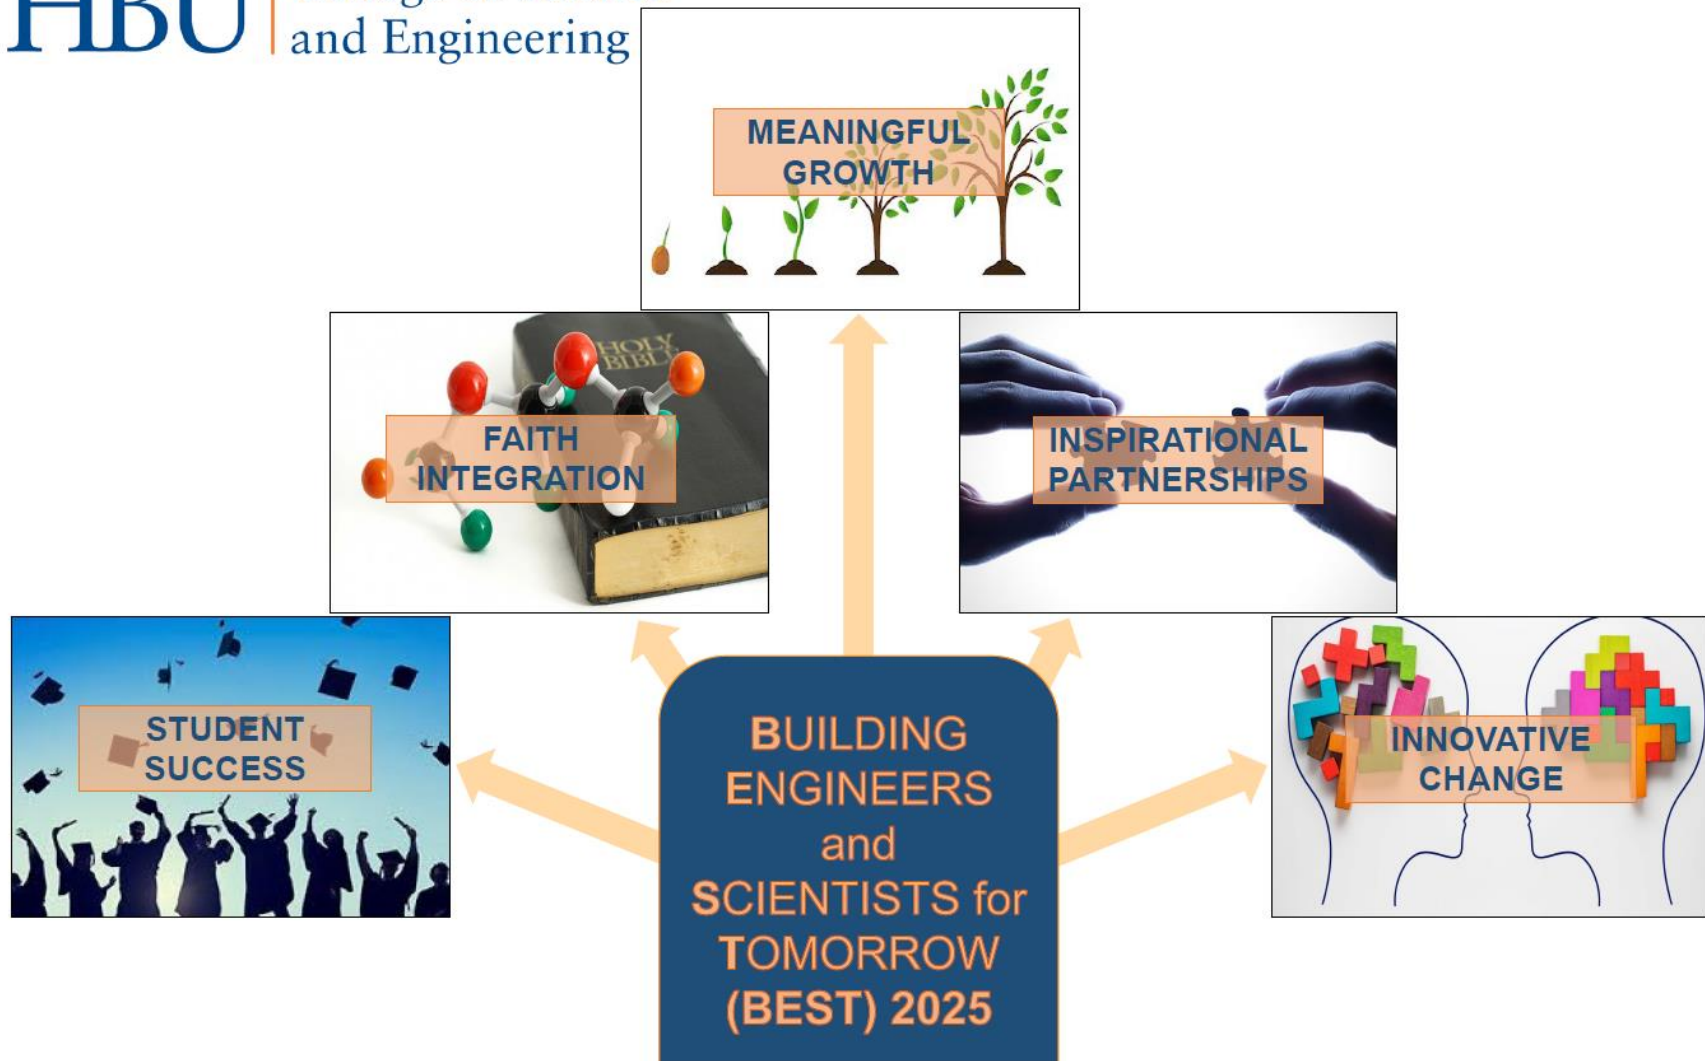 HBU
and Engineering
MEANINGFUL
GROWTH
HOLY
BIBLE
FAITH
INTEGRATION
INSPIRATIONAL
PARTNERSHIPS
STUDENT
SUCCESS
INNOVATIVE
CHANGE
BUILDING
ENGINEERS
and
SCIENTISTS for
TOMORROW
(BEST) 2025